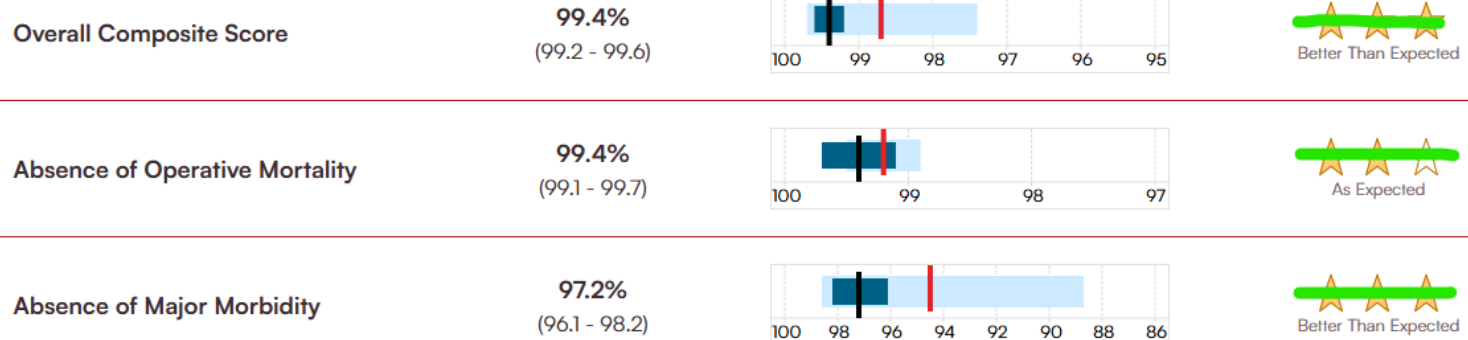 Overall Composite Score
99.4%
(99.2 - 99.6)
100 99 98 97 96 95
Better Than Expected
Absence of Operative Mortality
99.4%
(99.1 - 99.7)
100 99 98 97
As Expected
Absence of Major Morbidity
97.2%
(96.1 - 98.2)
100 98 96 94 92 90 88 86
Better Than Expected